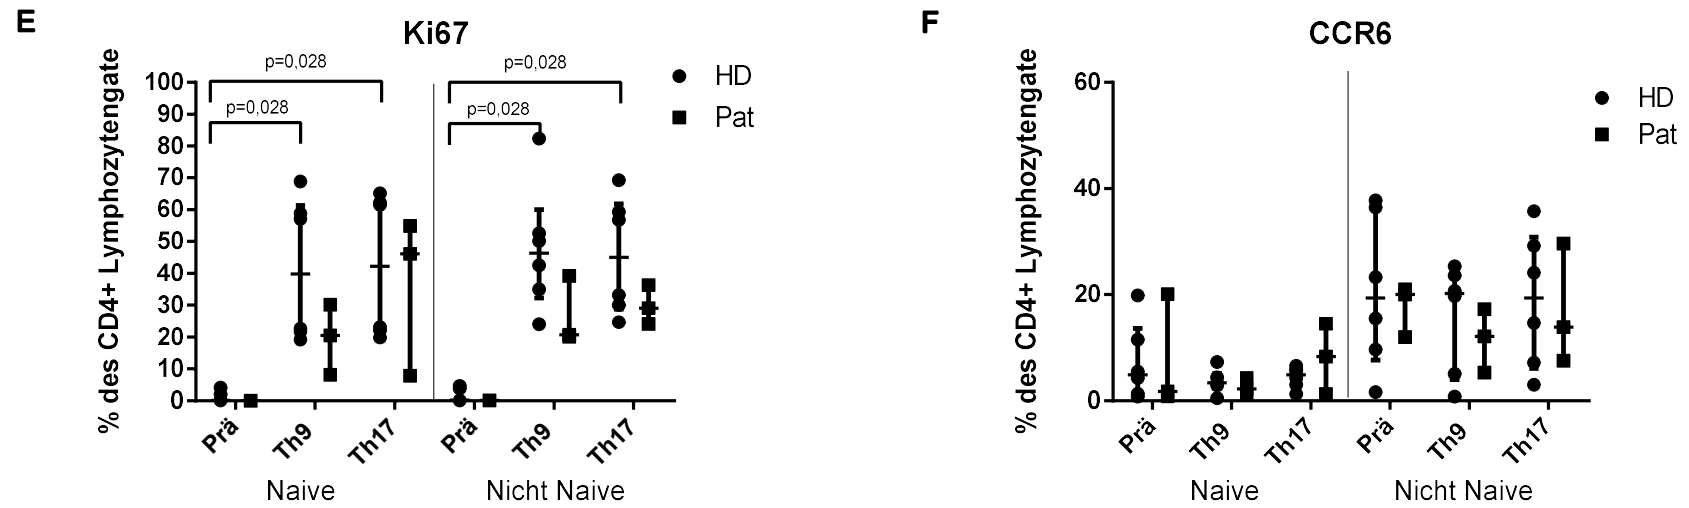 E
Ki67
% des CD4+ Lymphozytengate
100
90
80
70
60
50
40
30
20
10
0
p=0,028
p=0,028
p=0,028
p=0,028
HD
Pat
Prä
Th9
Th17
Prä
Th9
Th17
Naive
Nicht Naive
F
CCR6
% des CD4+ Lymphozytengate
60
40
20
0
HD
Pat
Prä
Th9
Th17
Prä
Th9
Th17
Naive
Nicht Naive